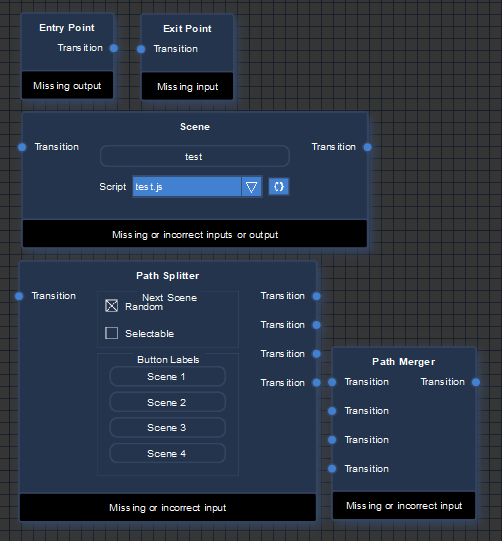 Entry Point
Transition
Missing output
Exit Point
Transition
Missing input
Scene
Transition
Transition
test
Script
test.js
Missing or incorrect inputs or output
Path Splitter
Transition
Next Scene
Random
Selectable
Button Labels
Scene 1
Scene 2
Scene 3
Scene 4
Transition
Transition
Transition
Transition
Missing or incorrect input
Path Merger
Transition
Transition
Transition
Transition
Transition
Missing or incorrect input